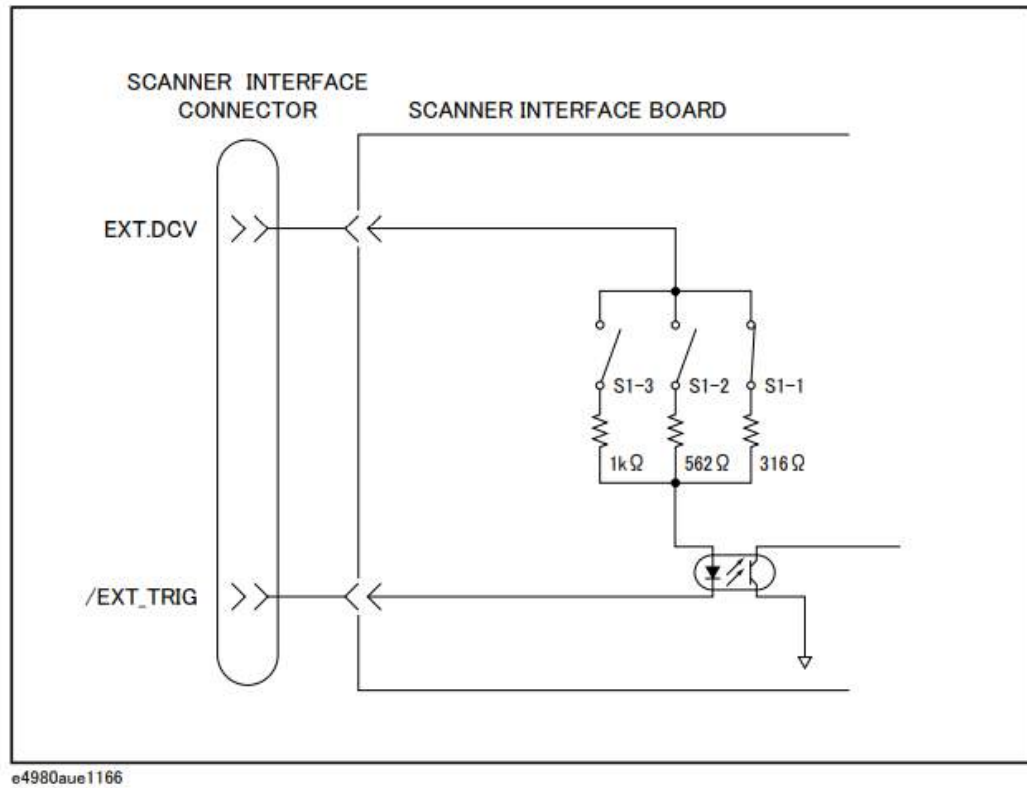 SCANNER INTERFACE
CONNECTOR
SCANNER INTERFACE BOARD
EXT.DCV
S1-3
S1-2
S1-1
1kΩ
562Ω
316Ω
/EXT_TRIG
e4980aue1166